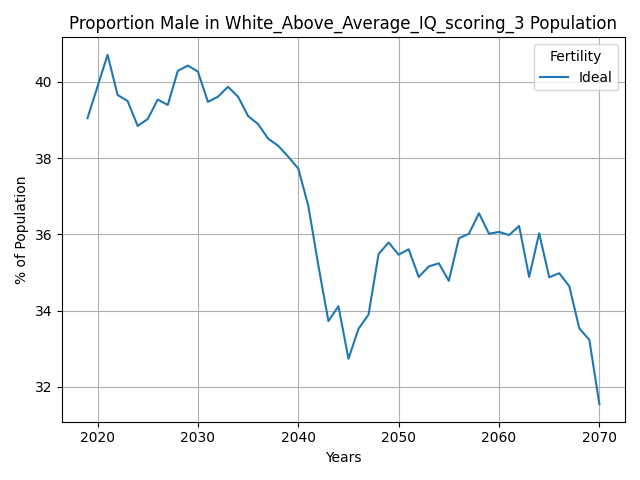 Proportion Male in White_Above_Average_IQ_scoring_3 Population
Fertility
Ideal
% of Population
40
38
36
34
32
2020 2030 2040 2050 2060 2070
Years